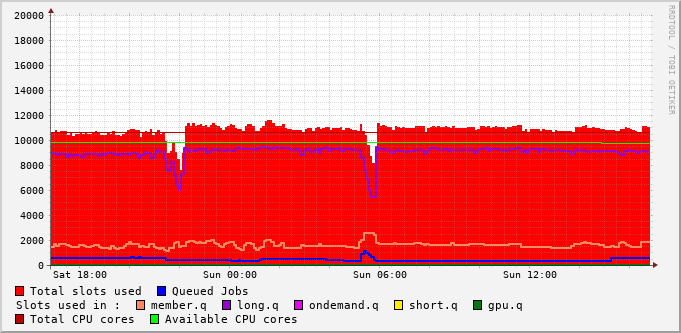 20000
18000
16000
14000
12000
10000
8000
6000
4000
2000
0
Sat 18:00 Sun 00:00 Sun 06:00 Sun 12:00
RRDTOOL / TOBI OETIKER
Total slots used Queued Jobs
Slots used in : member.q long.q ondemand.q short.q gpu.q
Total CPU cores Available CPU cores